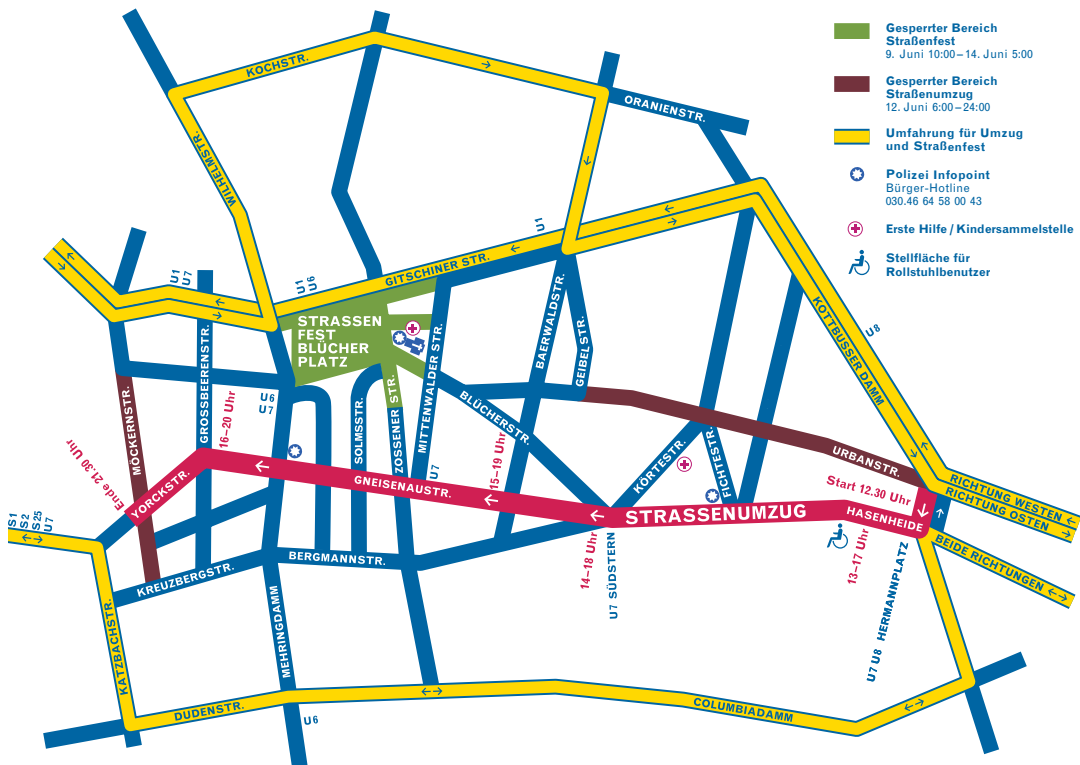 Gesperrter Bereich
Straßenfest
9. Juni 10:00–14. Juni 5:00
Gesperrter Bereich
Straßenumzug
12. Juni 6:00–24:00
Umfahrung für Umzug
und Straßenfest
Polizei Infopoint
Bürger-Hotline
030.46 64 58 00 43
Erste Hilfe / Kindersammelstelle
Stellfläche für
Rollstuhlbenutzer
KOCHSTR.
ORANIENSTR.
WILHELMSTR.
U1
GITSCHINER STR.
U1
U7
U1
U6
STRASSEN
FEST
BLÜCHER
PLATZ
KOTTBUSSER DAMM
U8
BAERWALDSTR.
GEIBELSTR.
MITTENWALDER STR.
GROSSBEERENSTR.
MÖCKERNSTR.
U6
U7
SOLMSSTR.
ZOSSENER STR.
BLÜCHERSTR.
16–20 Uhr
Ende 21.30 Uhr
YORCKSTR.
U7
15–19 Uhr
KÖRTESTR.
FICHTESTR.
URBANSTR.
Start 12.30 Uhr
GNEISENAUSTR.
STRASSENUMZUG
HASENHEIDE
RICHTUNG WESTEN
RICHTUNG OSTEN
BEIDE RICHTUNGEN
S1
S2
S25
U7
KREUZBERGSTR.
BERGMANNSTR.
14–18 Uhr
U7 SÜDSTERN
13–17 Uhr
U7 U8 HERMANNPLATZ
KATZBACHSTR.
MEHRINGDAMM
DUDENSTR.
U6
COLUMBIADAMM